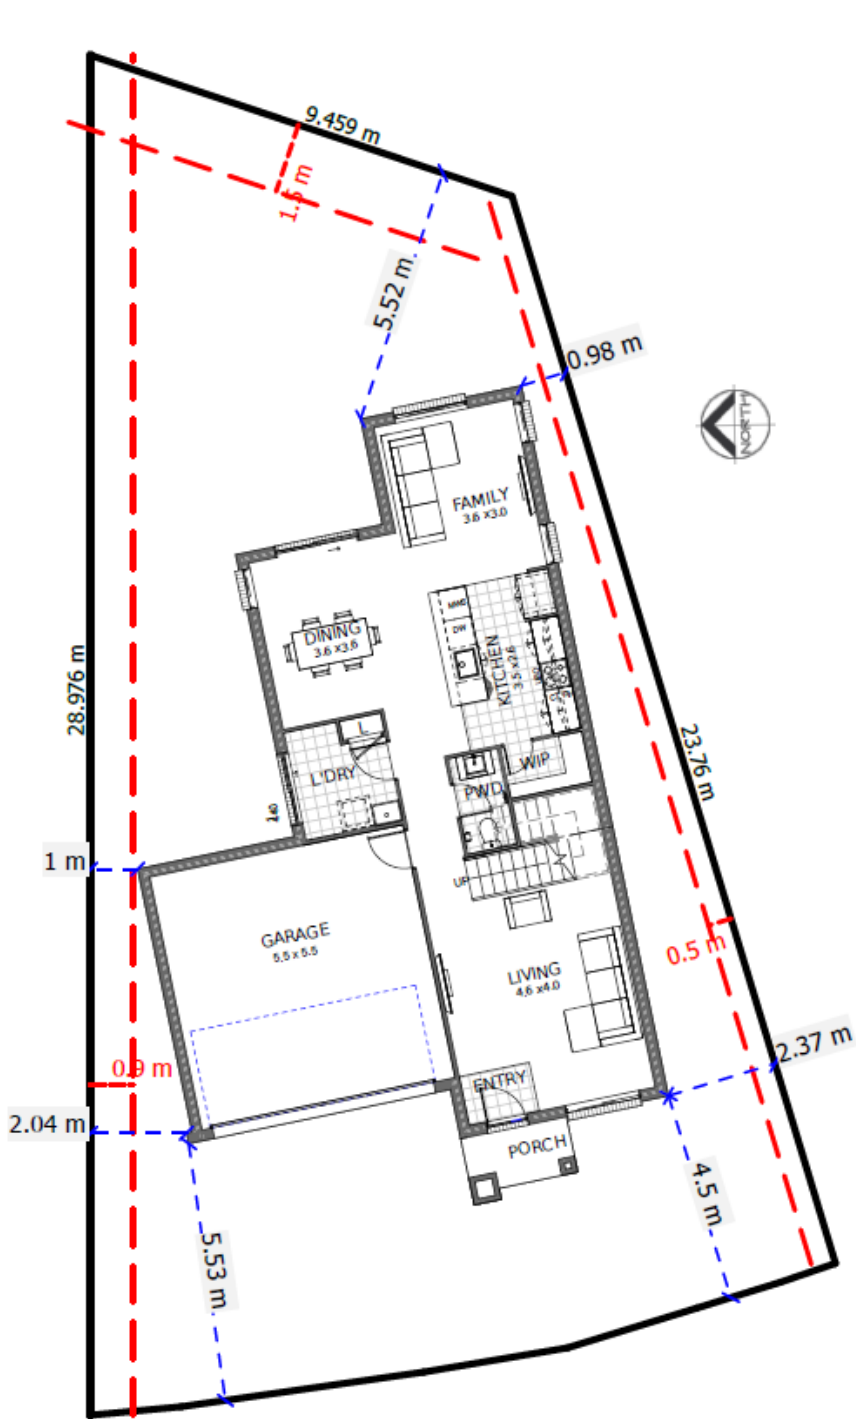 9.459 m
1.5 m
5.52 m
0.98 m
NORTH
FAMILY
3.6 x3.0
DINING
3.6 x3.6
MWO
DW
KITCHEN
3.5 x2.6
28.976 m
23.76 m
L
L'DRY
WIP
PWD
1 m
UP
GARAGE
5.5 x 5.5
LIVING
4.6 x4.0
0.5 m
2.37 m
0.9 m
ENTRY
2.04 m
PORCH
4.5 m
5.53 m